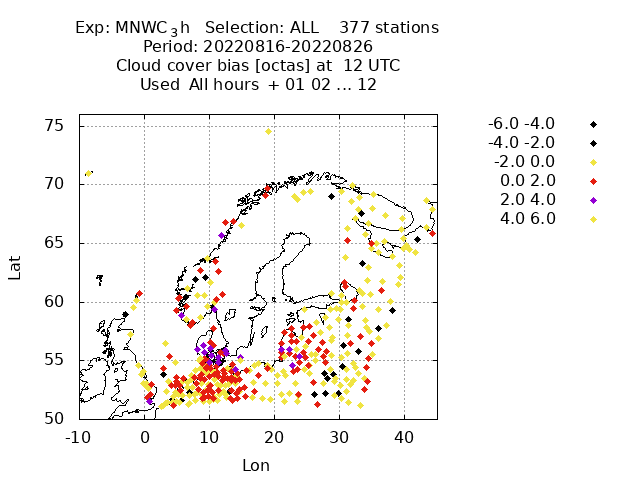 Exp: MNWC_3h Selection: ALL 377 stations
Period: 20220816-20220826
Cloud cover bias [octas] at 12 UTC
Used All hours + 01 02 ... 12
-6.0 -4.0
-4.0 -2.0
-2.0 0.0
0.0 2.0
2.0 4.0
4.0 6.0
75
70
65
60
55
50
Lat
-10 0 10 20 30 40
Lon